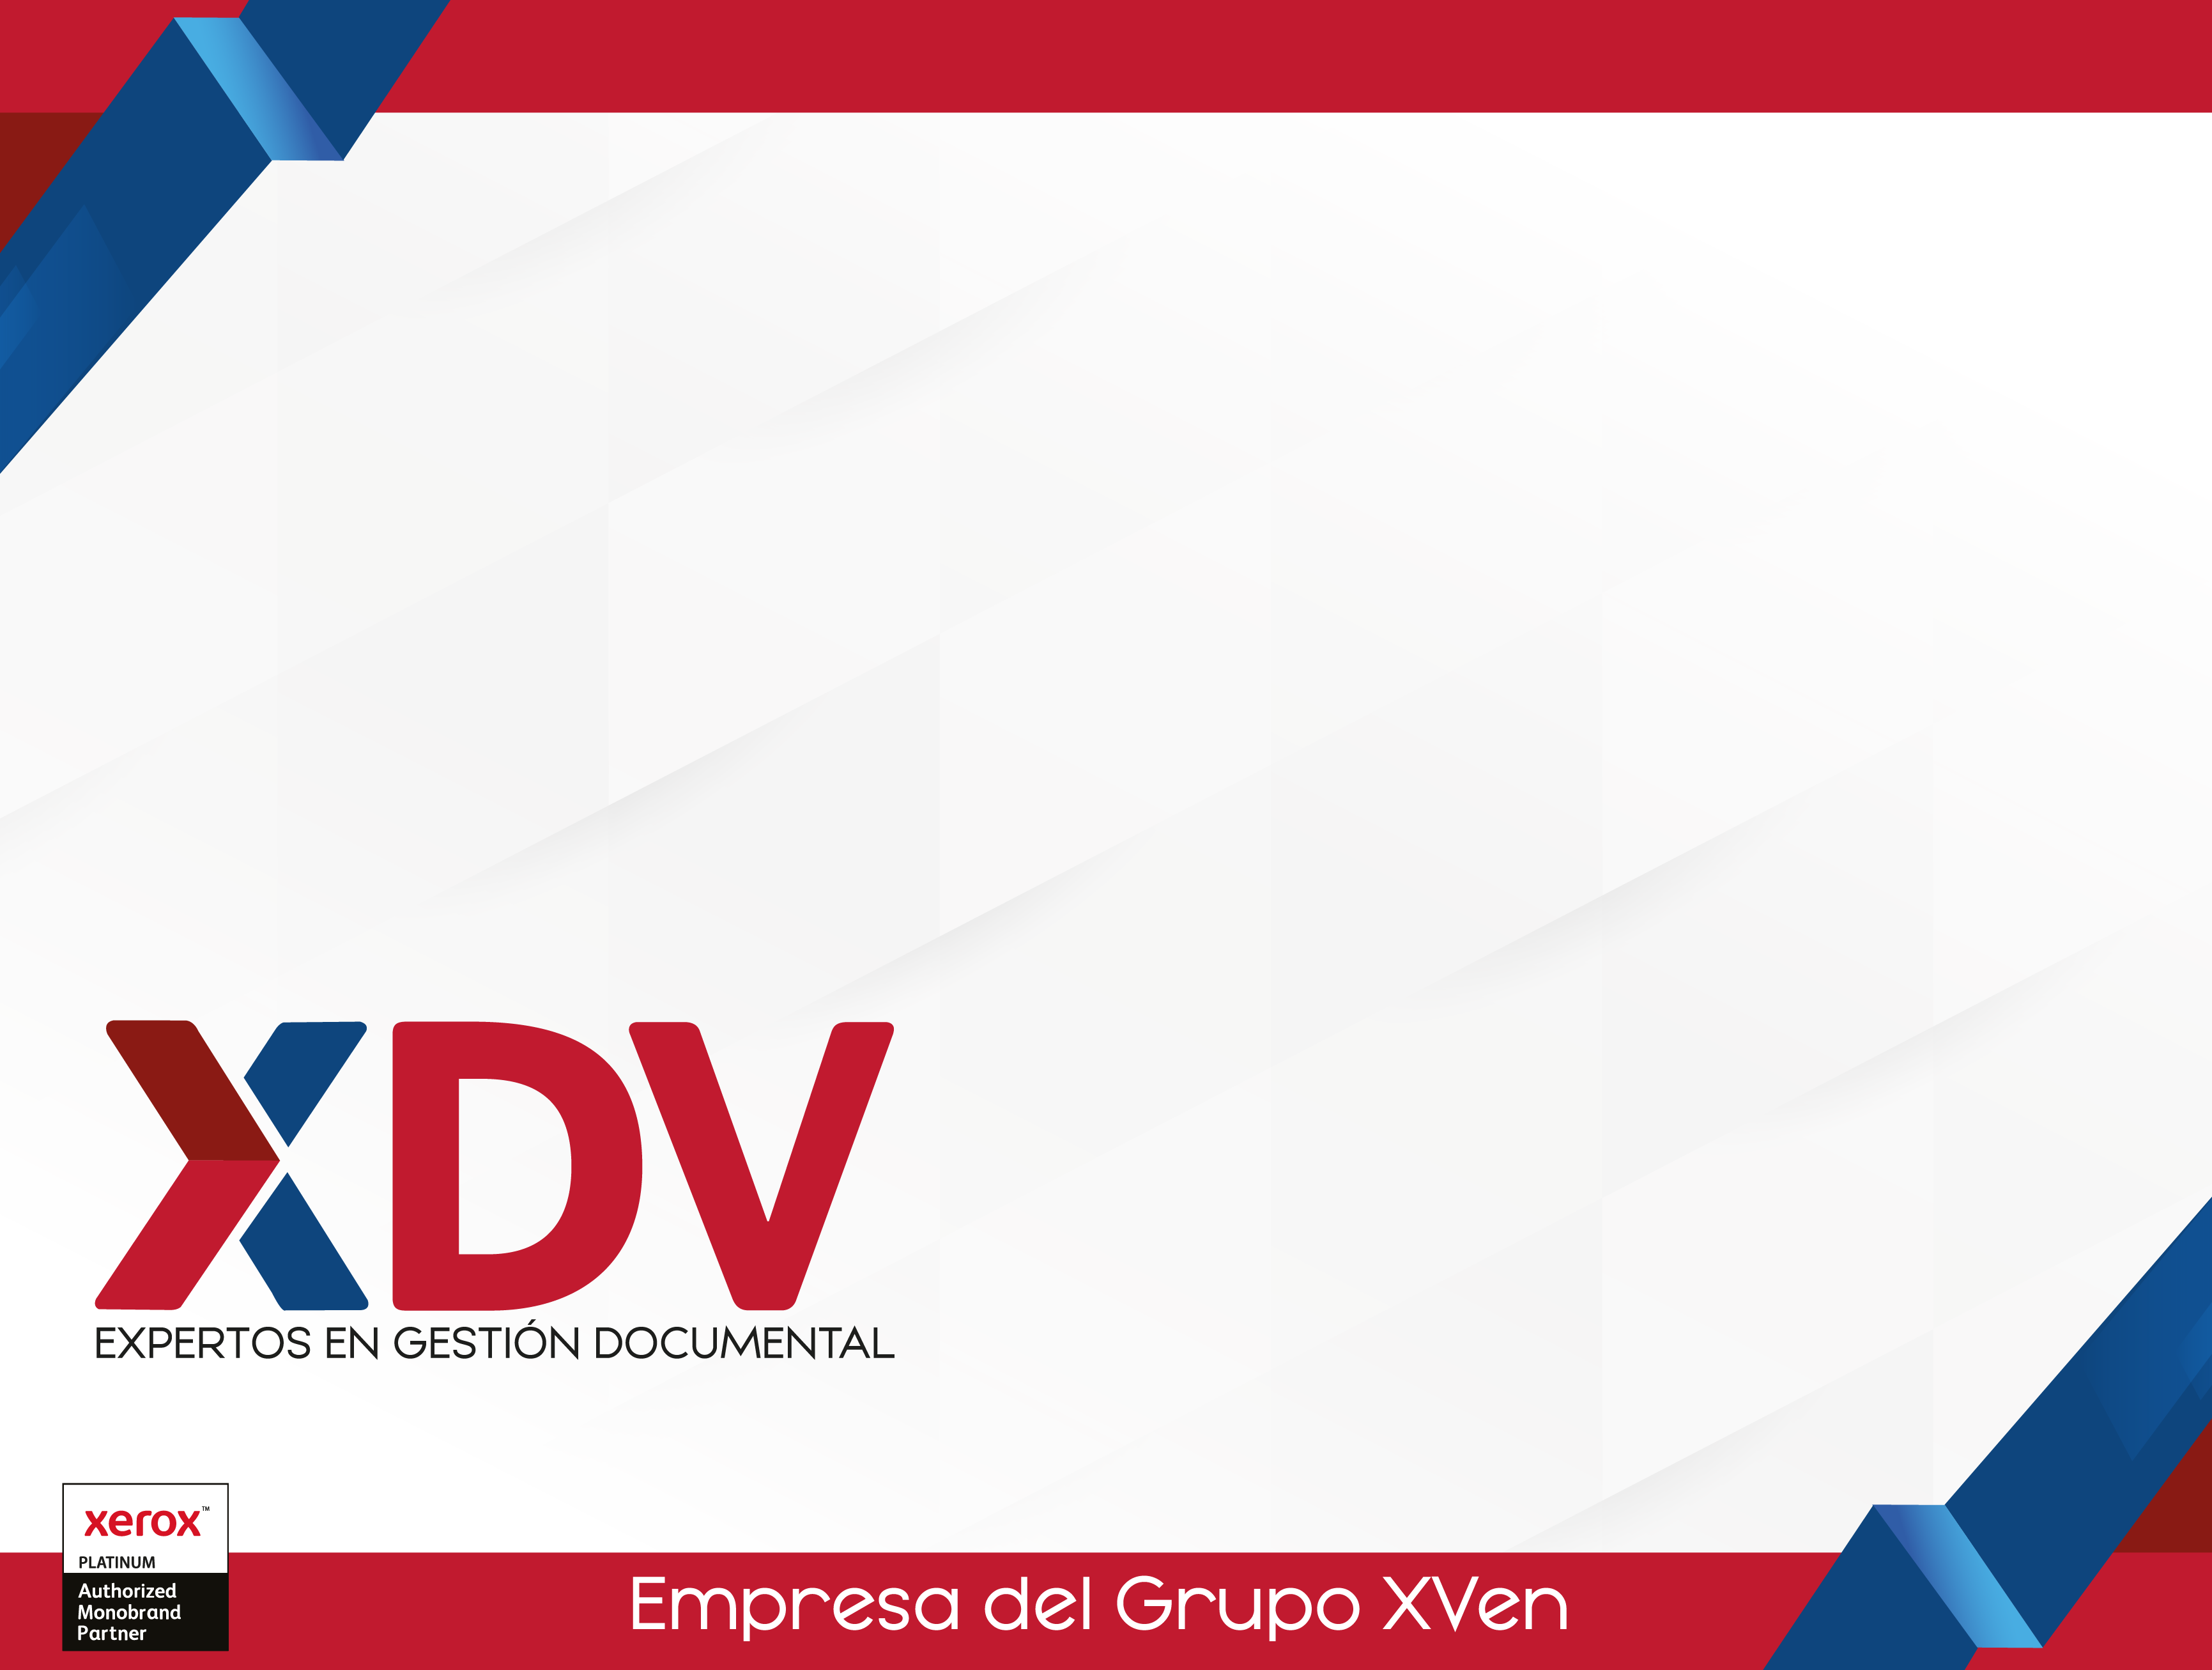 XDV
EXPERTOS EN GESTIÓN DOCUMENTAL
xerox™
PLATINUM
Authorized
Monobrand
Partner
Empresa del Grupo XVen